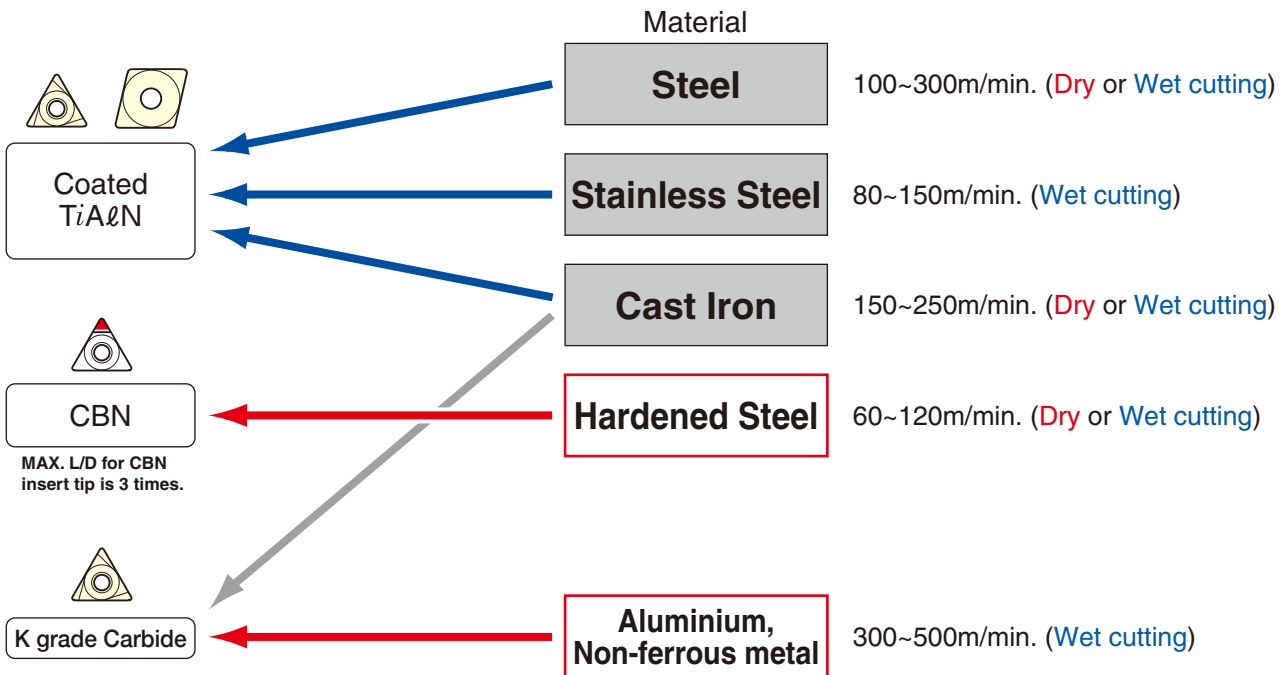 Material
Steel
100~300m/min. (Dry or Wet cutting)
Coated
TiAℓN
Stainless Steel
80~150m/min. (Wet cutting)
Cast Iron
150~250m/min. (Dry or Wet cutting)
CBN
Hardened Steel
60~120m/min. (Dry or Wet cutting)
MAX. L/D for CBN
insert tip is 3 times.
K grade Carbide
Aluminium,
Non-ferrous metal
300~500m/min. (Wet cutting)